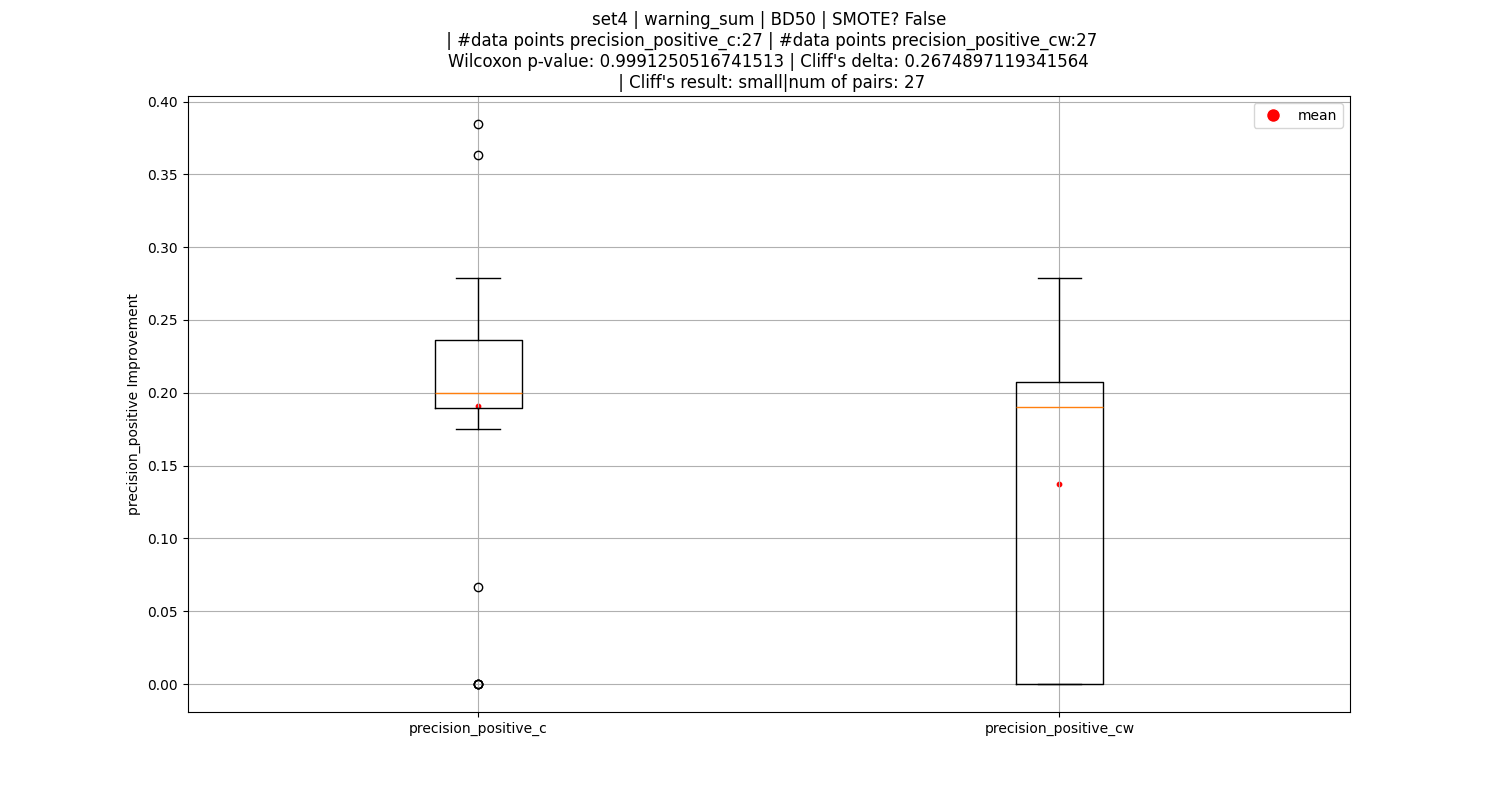 set4 | warning_sum | BD50 | SMOTE? False
| #data points precision_positive_c:27 | #data points precision_positive_cw:27
Wilcoxon p-value: 0.9991250516741513 | Cliff's delta: 0.2674897119341564
| Cliff's result: small|num of pairs: 27
mean
0.40
0.35
0.30
0.25
0.20
0.15
0.10
0.05
0.00
precision_positive Improvement
precision_positive_c
precision_positive_cw